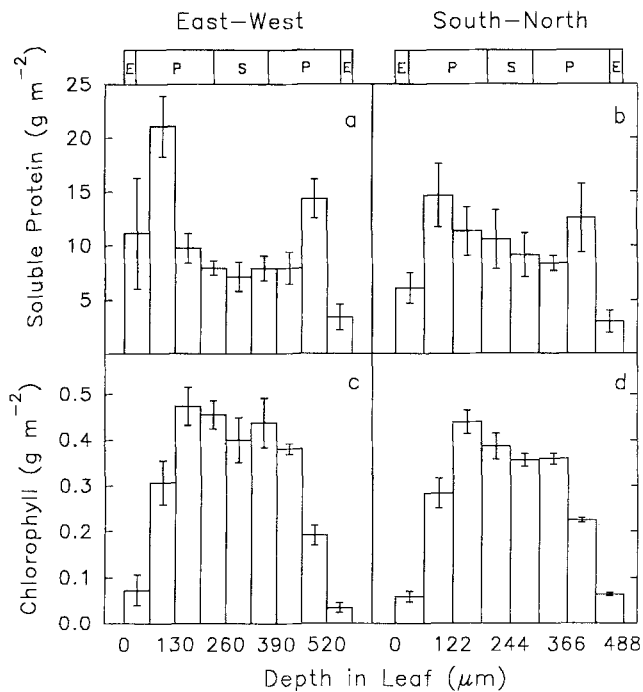 East-West South-North
E P S P E E P S P E
Soluble Protein (g m⁻²)
25
20
15
10
5
a b
Chlorophyll (g m⁻²)
0.5
0.4
0.3
0.2
0.1
0.0
c d
0 130 260 390 520 0 122 244 366 488
Depth in Leaf (μm)